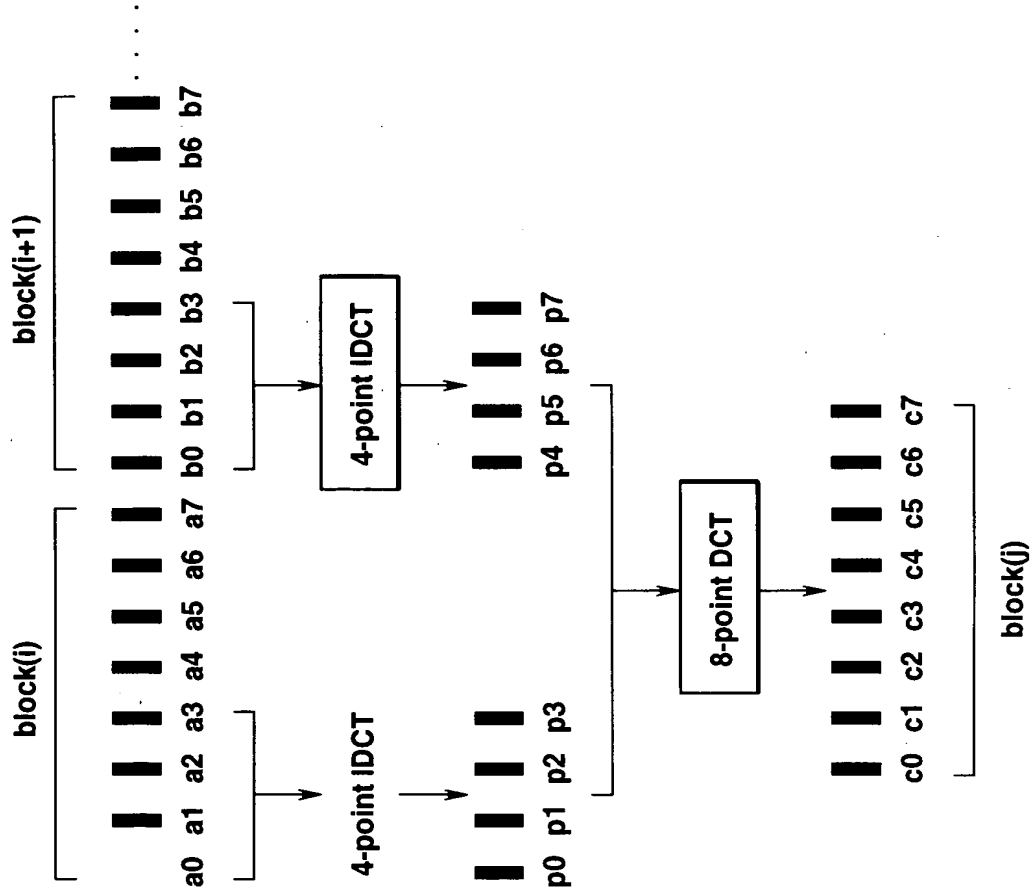 block(i) block(i+1)
a0 a1 a2 a3 a4 a5 a6 a7 b0 b1 b2 b3 b4 b5 b6 b7 . . . . .
4-point IDCT 4-point IDCT
p0 p1 p2 p3 p4 p5 p6 p7
8-point DCT
c0 c1 c2 c3 c4 c5 c6 c7
block(j)